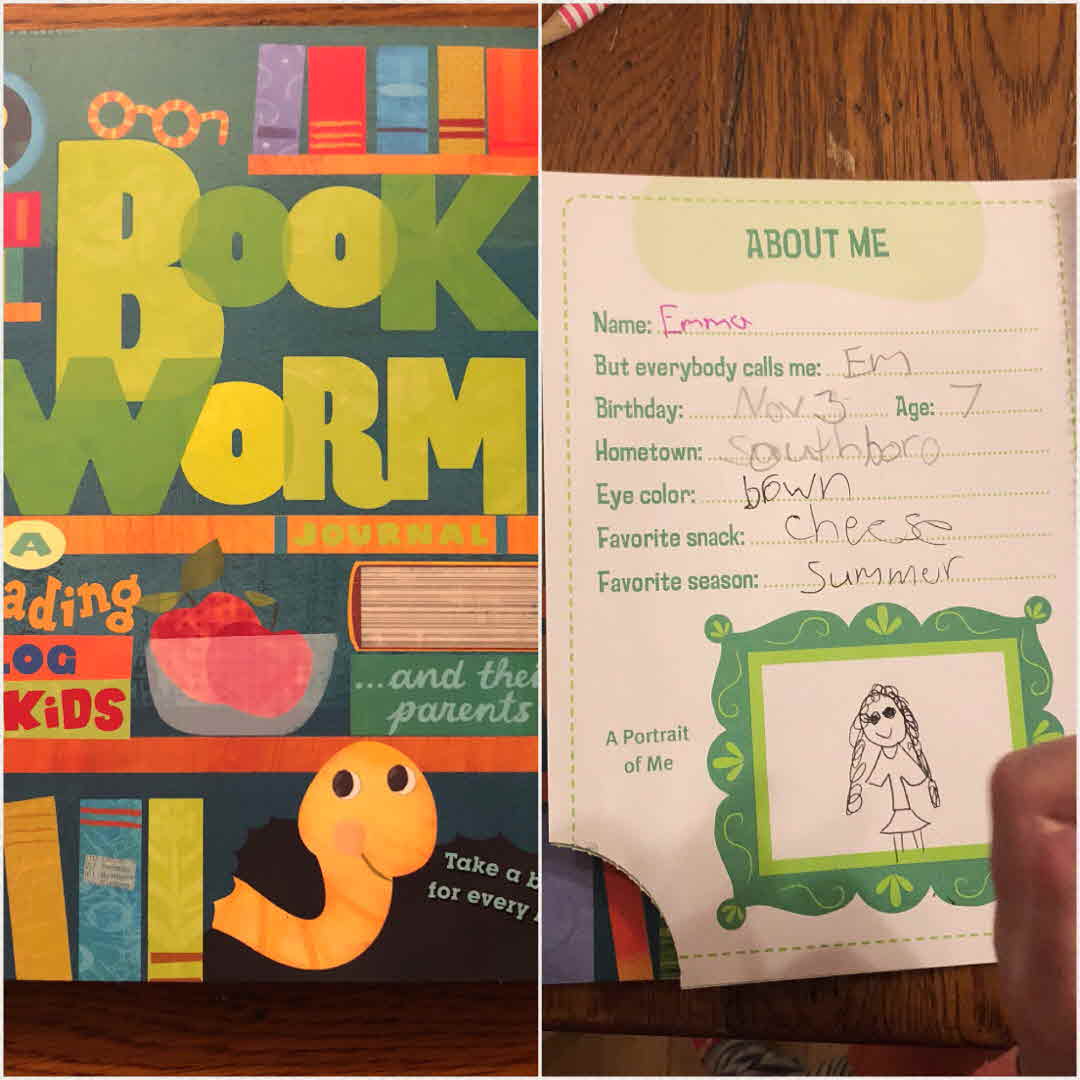 BOOK
WORM
A
JOURNAL
ading
LOG
KiDS
...and thei
parents
Take a b
for every
ABOUT ME
Name: Emma
But everybody calls me: Em
Birthday: Nov 3 Age: 7
Hometown: Southboro
Eye color: bown
Favorite snack: cheese
Favorite season: Summer
A Portrait
of Me